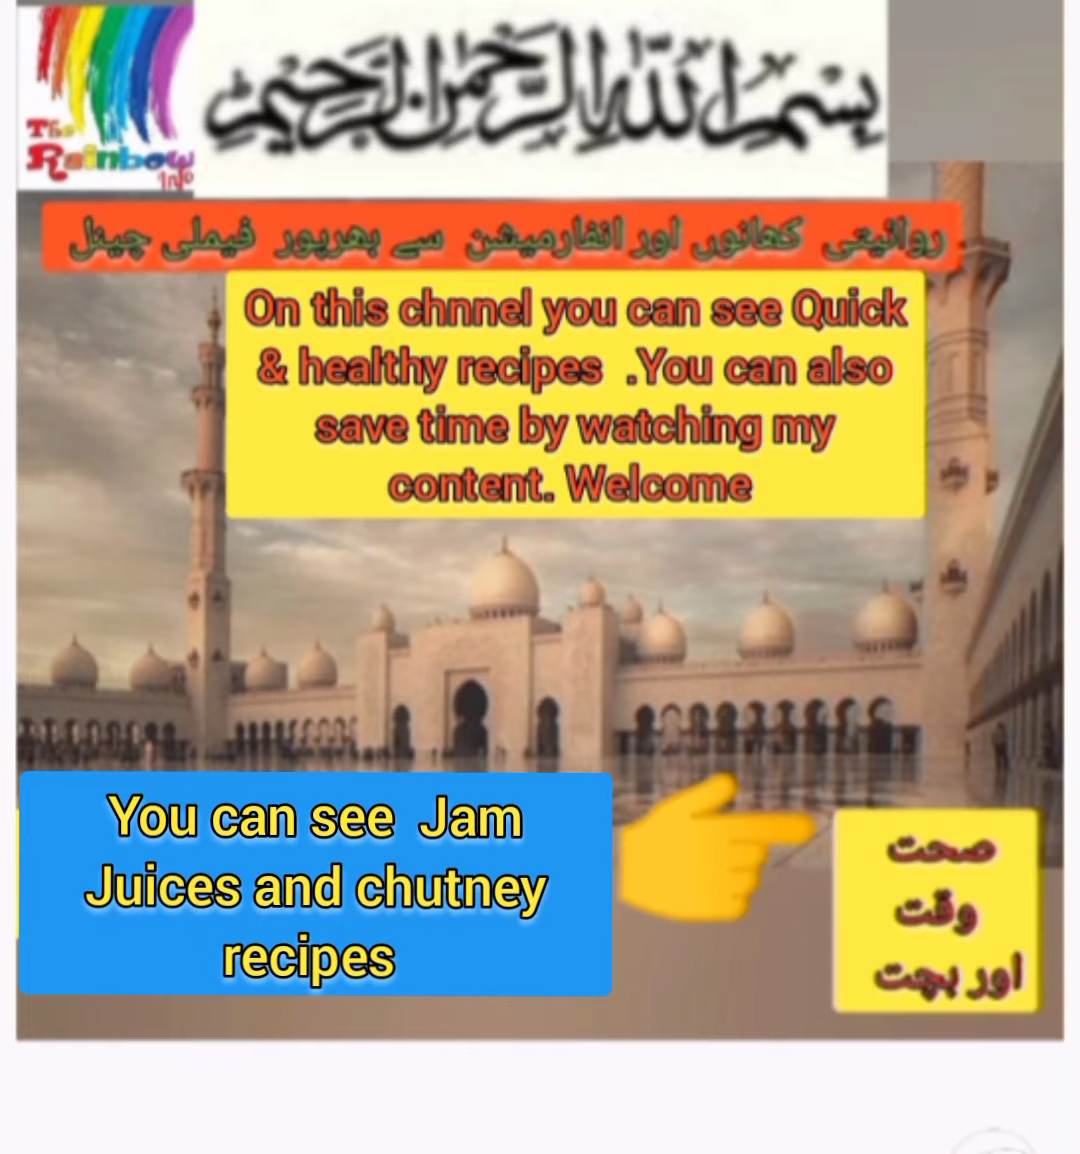 The
Rainbow
Info
بسم الله الرحمن الرحيم
روائیتی کھانوں اور انفارمیشن سے بھرپور فیملی چینل
On this chnnel you can see Quick
& healthy recipes .You can also
save time by watching my
content. Welcome
You can see Jam
Juices and chutney
recipes
صحت
وقت
اور بچت